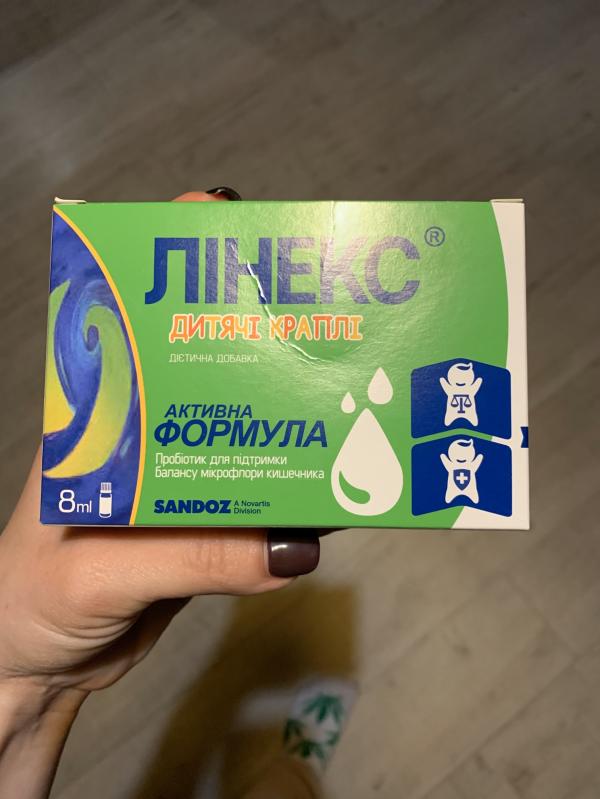 ЛІНЕКС®
ДИТЯЧІ КРАПЛІ
ДІЄТИЧНА ДОБАВКА
АКТИВНА
ФОРМУЛА
Пробіотик для підтримки
Балансу мікрофлори кишечника
8ml
SANDOZ A Novartis
Division